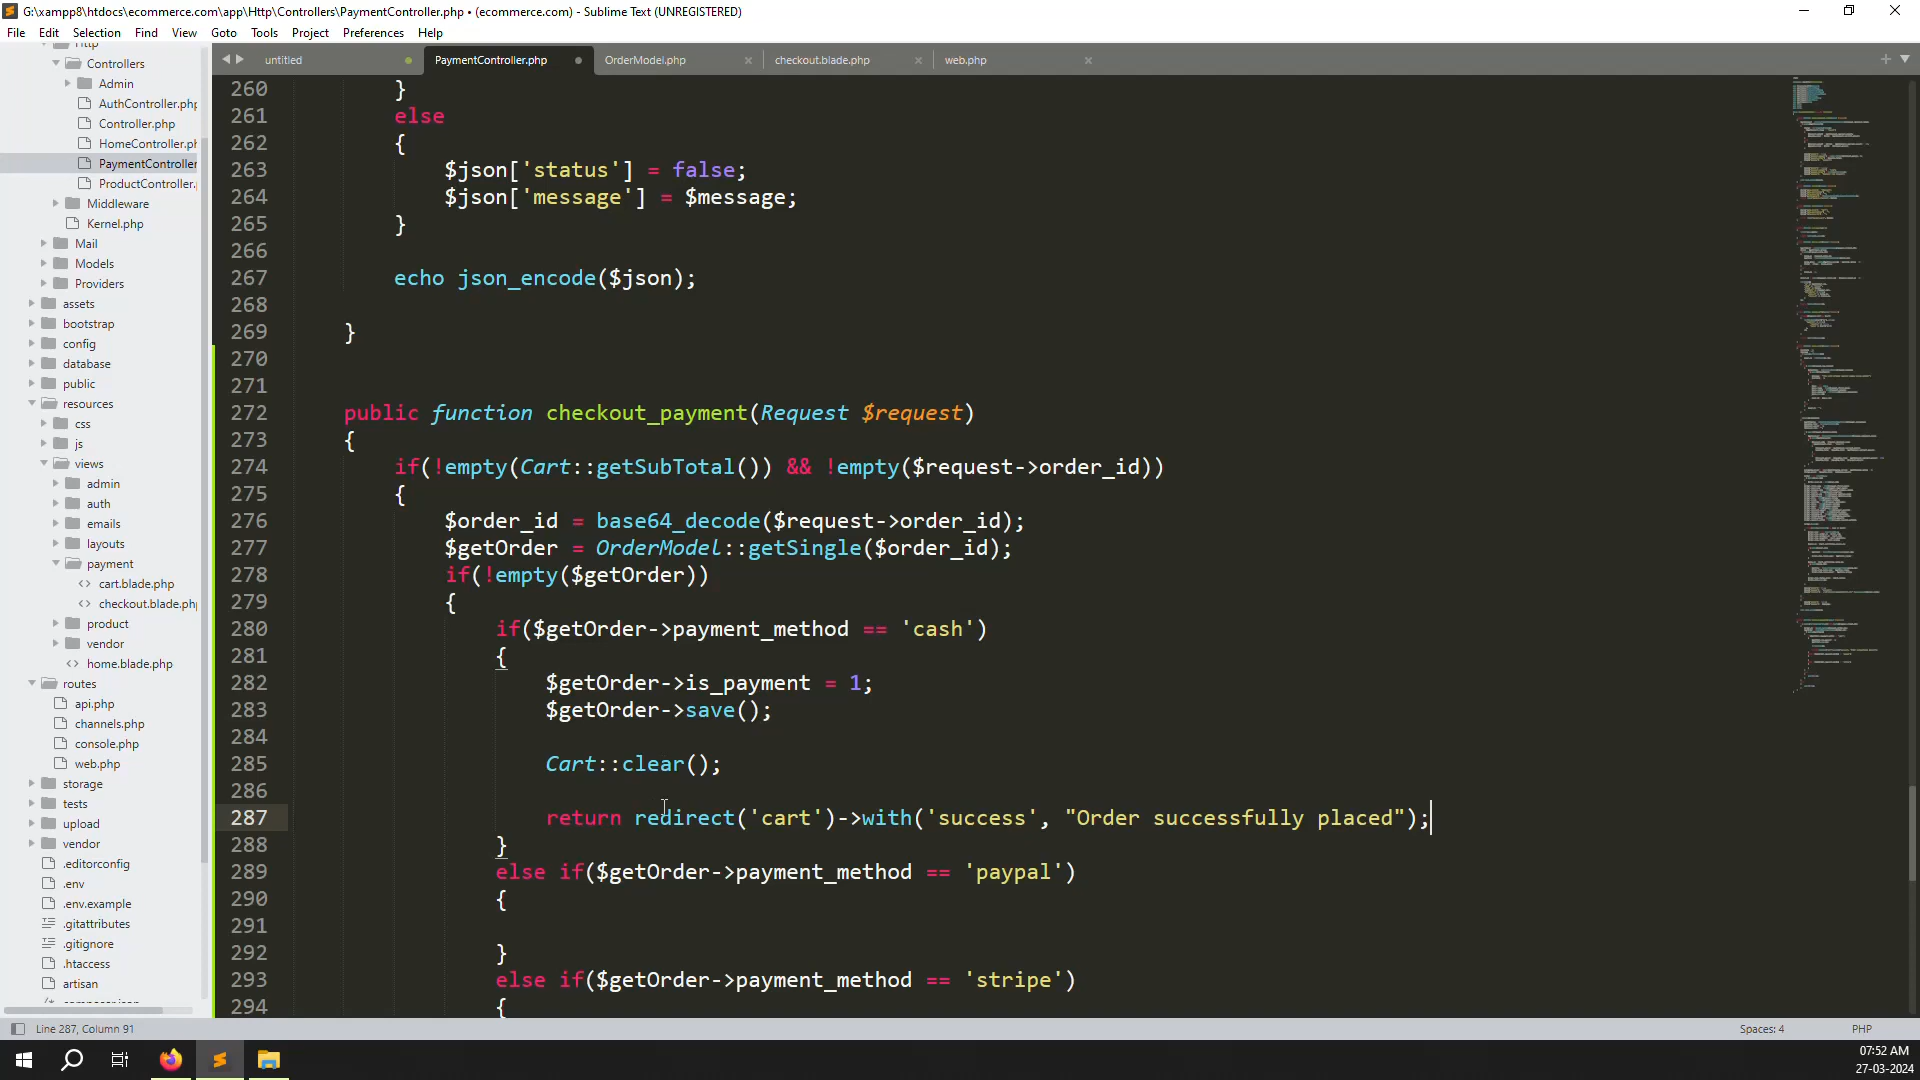 G:\xampp8\htdocs\ecommerce.com\app\Http\Controllers\PaymentController.php • (ecommerce.com) - Sublime Text (UNREGISTERED)
File Edit Selection Find View Goto Tools Project Preferences Help
untitled PaymentController.php OrderModel.php checkout.blade.php web.php
Http
Controllers
Admin
AuthController.php
Controller.php
HomeController.ph
PaymentController
ProductController.
Middleware
Kernel.php
Mail
Models
Providers
assets
bootstrap
config
database
public
resources
css
js
views
admin
auth
emails
layouts
payment
cart.blade.php
checkout.blade.php
product
vendor
home.blade.php
routes
api.php
channels.php
console.php
web.php
storage
tests
upload
vendor
.editorconfig
.env
.env.example
.gitattributes
.gitignore
.htaccess
artisan
260 }
261 else
262 {
263 $json['status'] = false;
264 $json['message'] = $message;
265 }
266
267 echo json_encode($json);
268
269 }
270
271
272 public function checkout_payment(Request $request)
273 {
274 if(!empty(Cart::getSubTotal()) && !empty($request->order_id))
275 {
276 $order_id = base64_decode($request->order_id);
277 $getOrder = OrderModel::getSingle($order_id);
278 if(!empty($getOrder))
279 {
280 if($getOrder->payment_method == 'cash')
281 {
282 $getOrder->is_payment = 1;
283 $getOrder->save();
284
285 Cart::clear();
286
287 return redirect('cart')->with('success', "Order successfully placed");
288 }
289 else if($getOrder->payment_method == 'paypal')
290 {
291
292 }
293 else if($getOrder->payment_method == 'stripe')
294 {
Line 287, Column 91 Spaces: 4 PHP
07:52 AM
27-03-2024